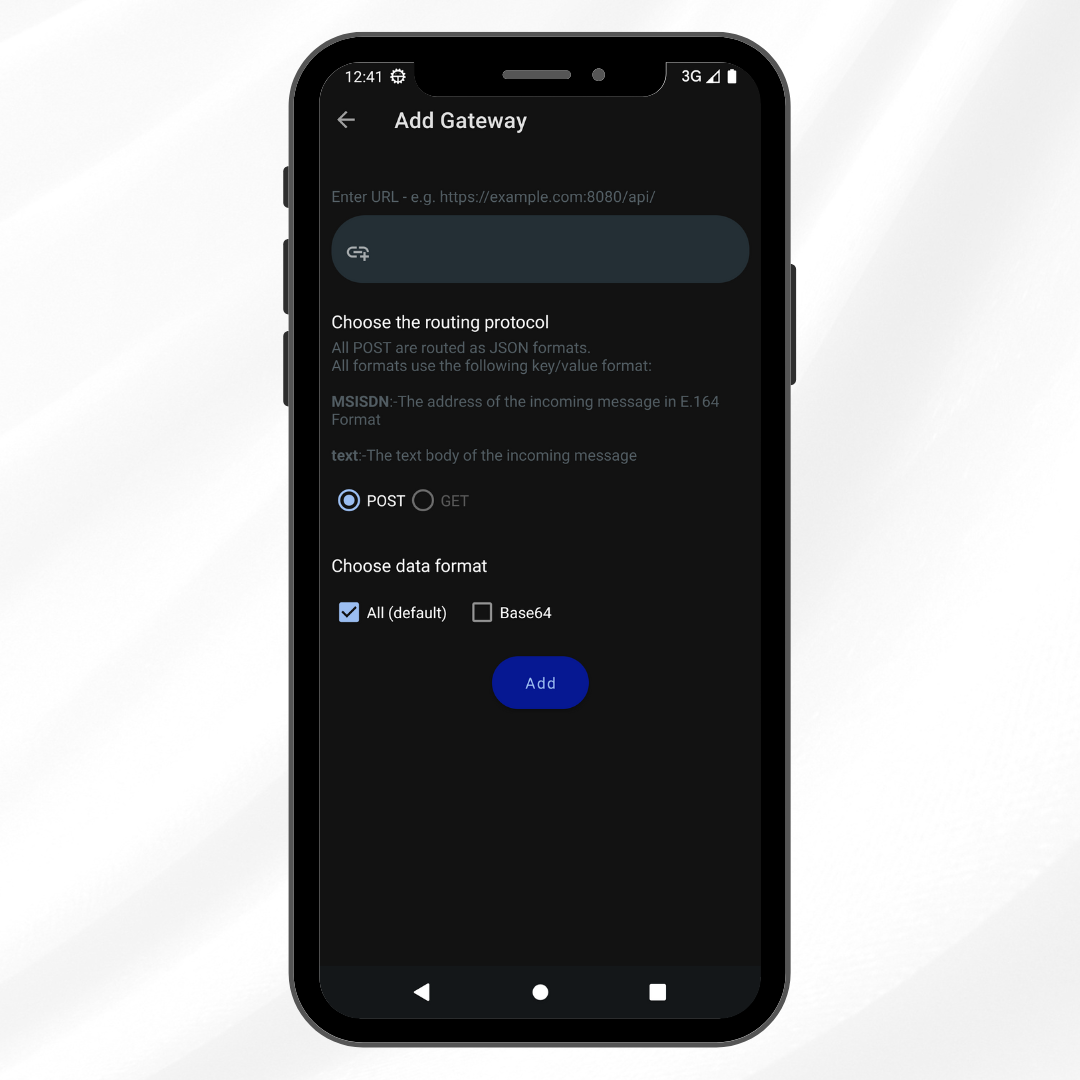 12:41
3G
Add Gateway
Enter URL - e.g. https://example.com:8080/api/
Choose the routing protocol
All POST are routed as JSON formats.
All formats use the following key/value format:
MSISDN:-The address of the incoming message in E.164
Format
text:-The text body of the incoming message
POST GET
Choose data format
All (default) Base64
Add